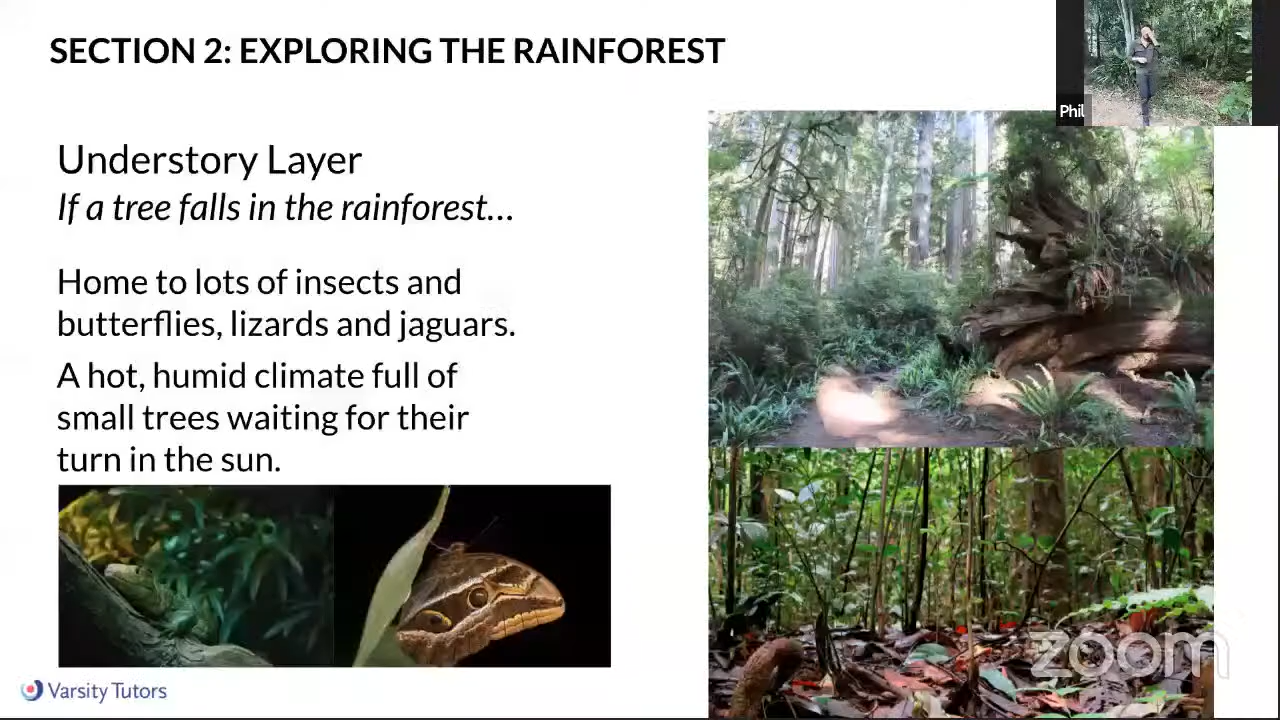 SECTION 2: EXPLORING THE RAINFOREST
Phil
Understory Layer
If a tree falls in the rainforest...
Home to lots of insects and
butterflies, lizards and jaguars.
A hot, humid climate full of
small trees waiting for their
turn in the sun.
zoom
Varsity Tutors